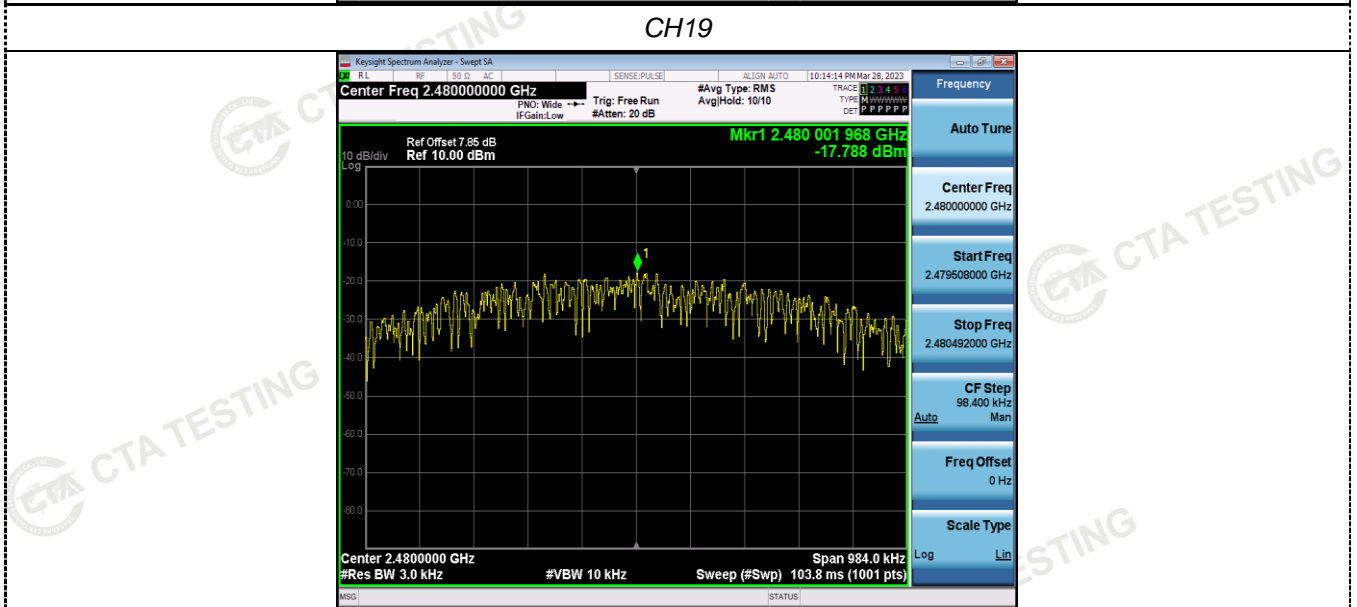 CH19
Keysight Spectrum Analyzer - Swept SA
RL RF 50 Ω AC SENSE:PULSE ALIGN AUTO 10:14:14 PM Mar 28, 2023
Center Freq 2.480000000 GHz
PNO: Wide
IFGain:Low
Trig: Free Run
#Atten: 20 dB
#Avg Type: RMS
Avg|Hold: 10/10
TRACE 1 2 3 4 5 6
TYPE M WWWWW
DET P P P P P P
Mkr1 2.480 001 968 GHz
-17.788 dBm
Ref Offset 7.85 dB
10 dB/div Ref 10.00 dBm
Log
0.00
-10.0
-20.0
-30.0
-40.0
-50.0
-60.0
-70.0
-80.0
1
Center 2.4800000 GHz Span 984.0 kHz
#Res BW 3.0 kHz #VBW 10 kHz Sweep (#Swp) 103.8 ms (1001 pts)
MSG STATUS
Frequency
Auto Tune
Center Freq
2.480000000 GHz
Start Freq
2.479508000 GHz
Stop Freq
2.480492000 GHz
CF Step
98.400 kHz
Auto Man
Freq Offset
0 Hz
Scale Type
Log Lin
CTA TESTING
CTA TESTING